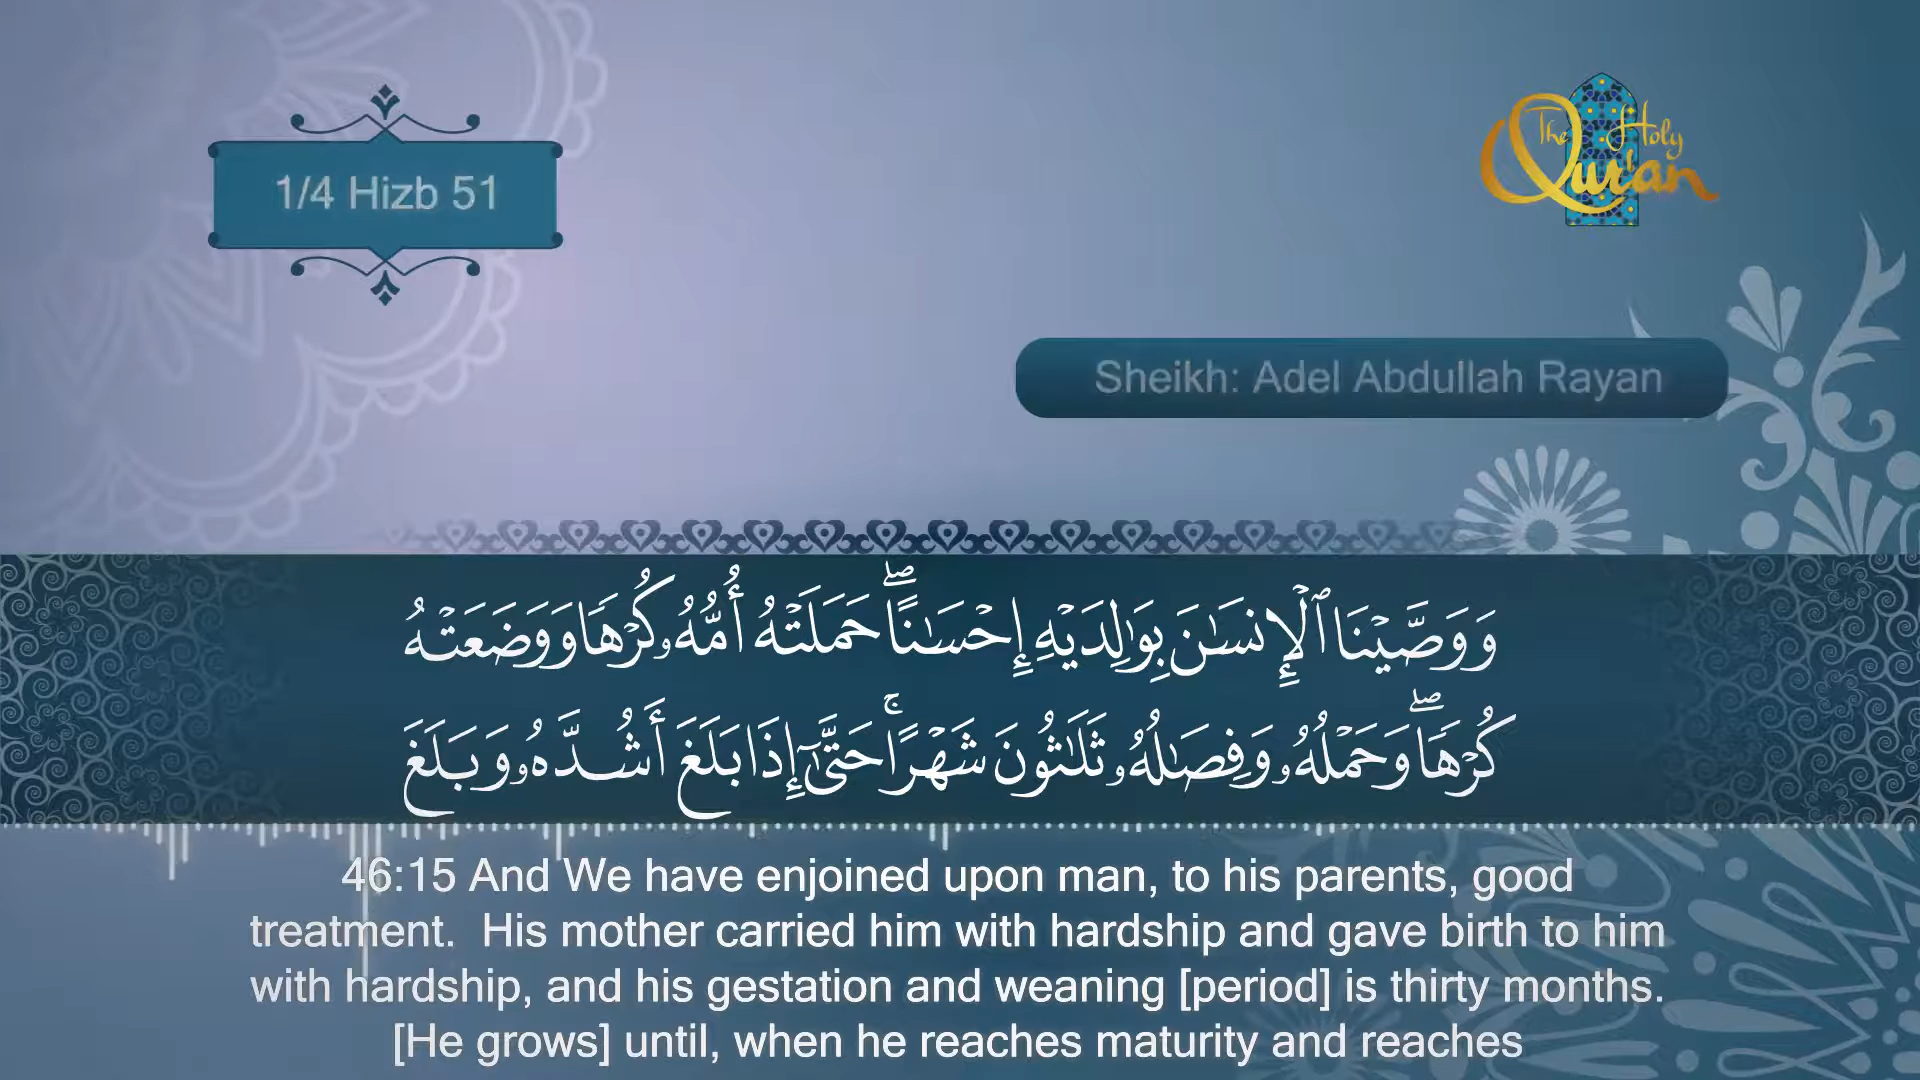 1/4 Hizb 51
The Holy
Qur'an
Sheikh: Adel Abdullah Rayan
وَوَصَّيْنَا ٱلْإِنسَـٰنَ بِوَٰلِدَيْهِ إِحْسَـٰنًا ۖ حَمَلَتْهُ أُمُّهُۥ كُرْهًا وَوَضَعَتْهُ
كُرْهًا ۖ وَحَمْلُهُۥ وَفِصَـٰلُهُۥ ثَلَـٰثُونَ شَهْرًا ۚ حَتَّىٰٓ إِذَا بَلَغَ أَشُدَّهُۥ وَبَلَغَ
46:15 And We have enjoined upon man, to his parents, good
treatment.  His mother carried him with hardship and gave birth to him
with hardship, and his gestation and weaning [period] is thirty months.
[He grows] until, when he reaches maturity and reaches